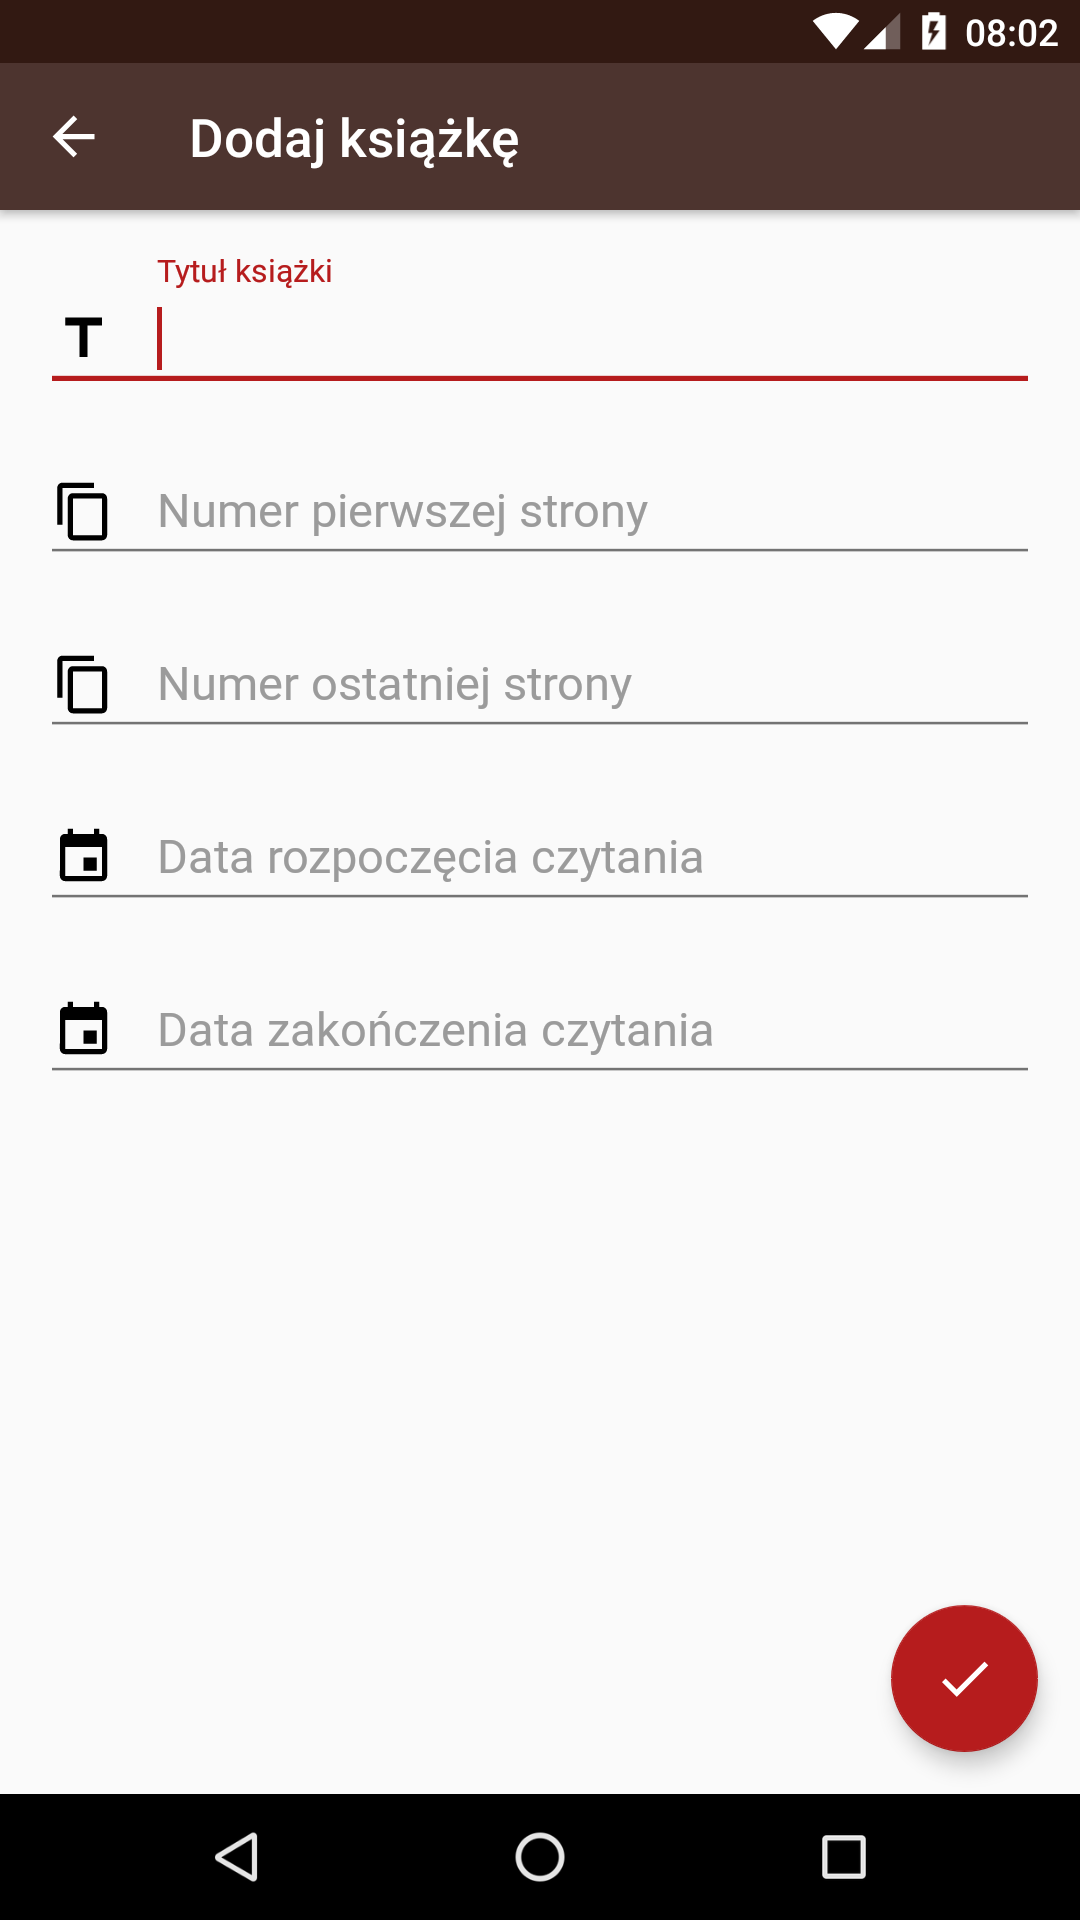 08:02
Dodaj książkę
Tytuł książki
Numer pierwszej strony
Numer ostatniej strony
Data rozpoczęcia czytania
Data zakończenia czytania